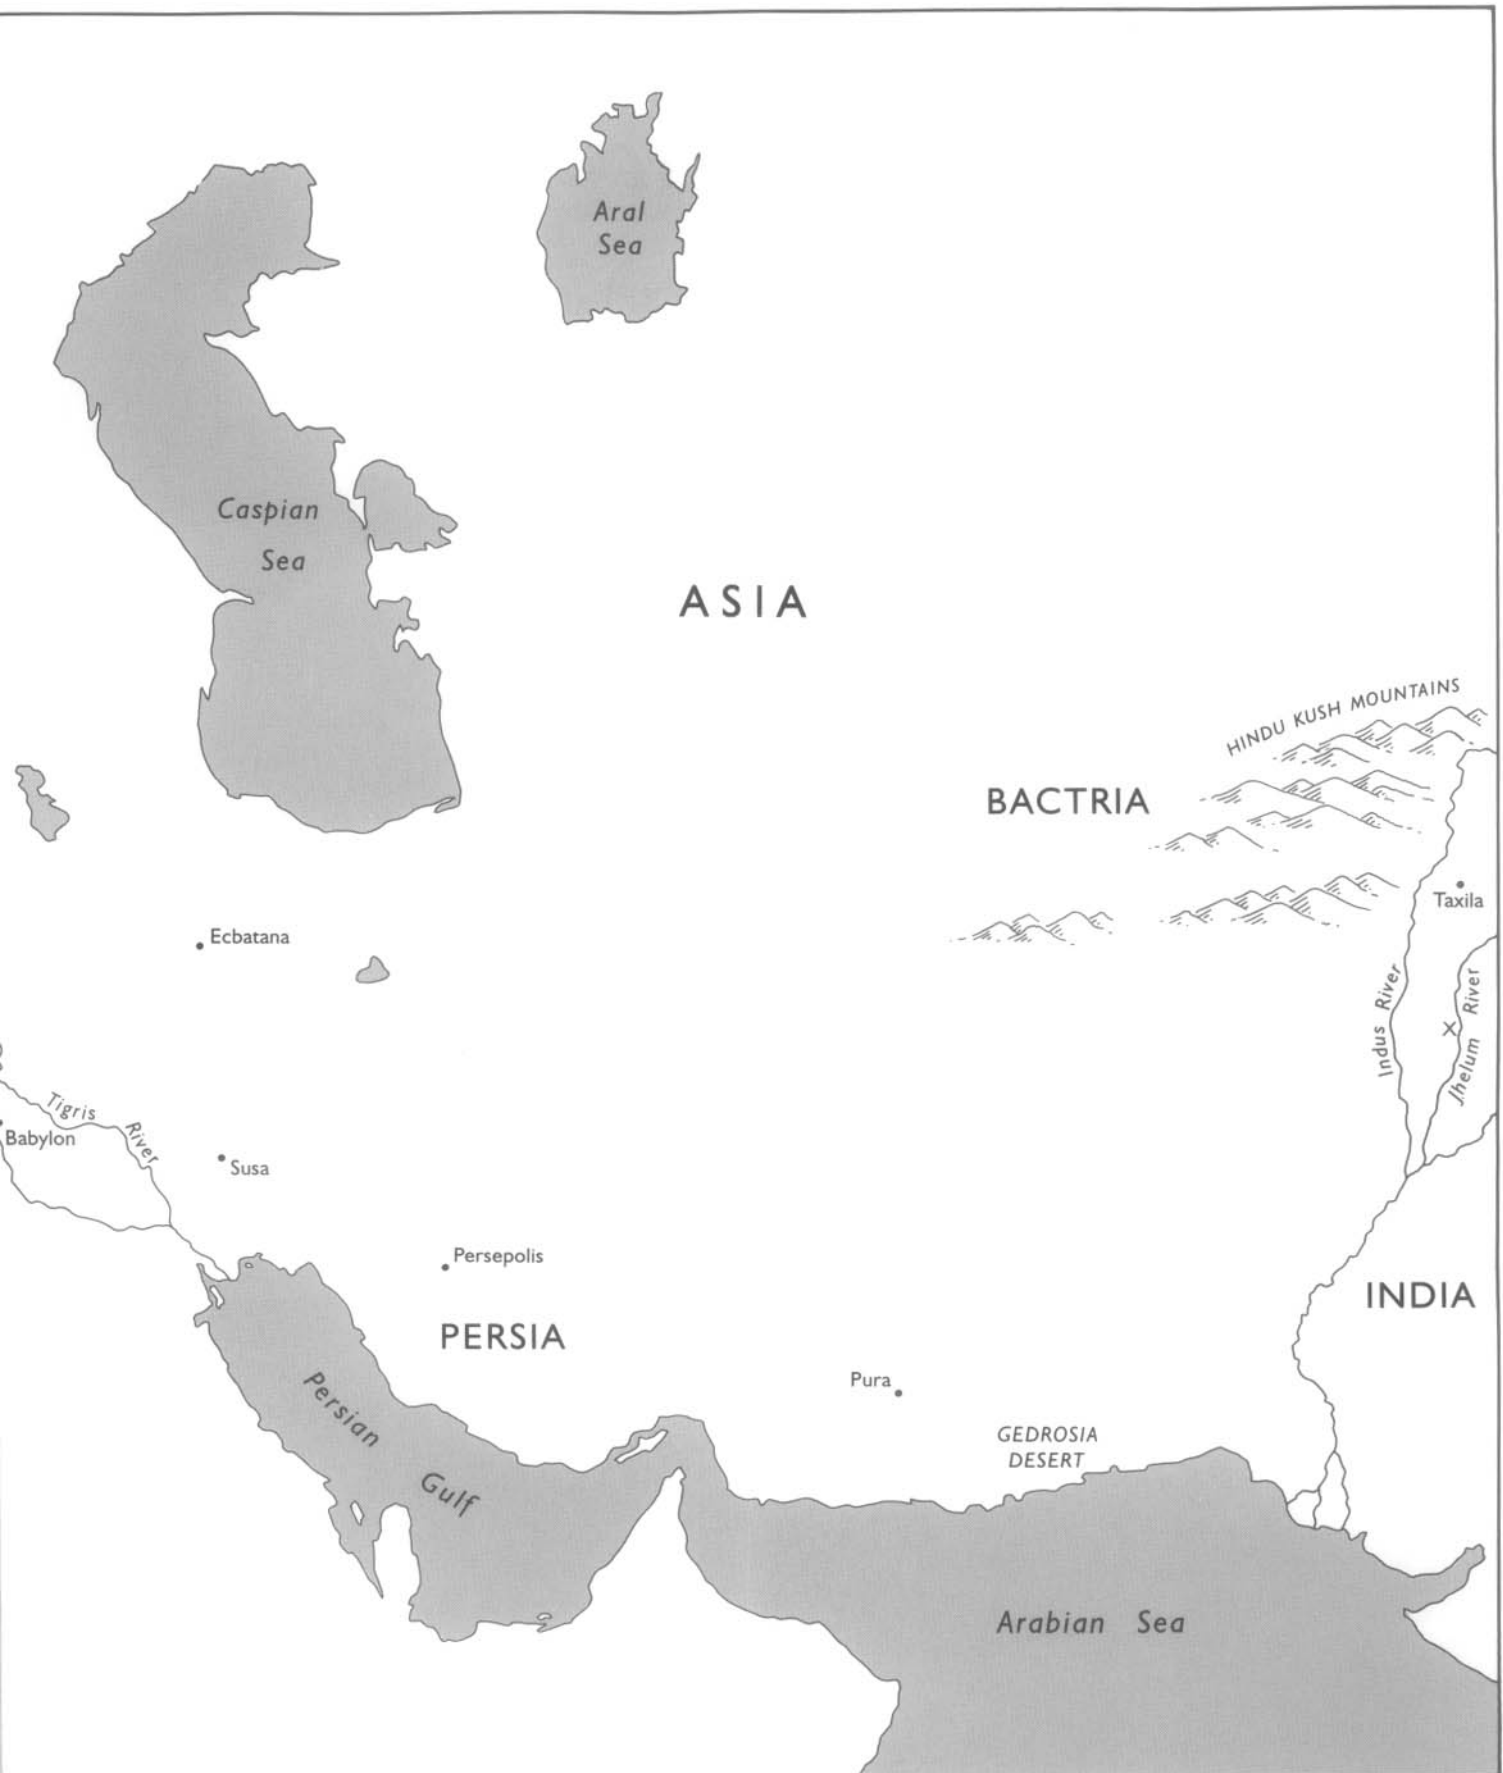 Aral
Sea
Caspian
Sea
ASIA
HINDU KUSH MOUNTAINS
BACTRIA
Taxila
Ecbatana
Indus River
X
Jhelum River
Tigris River
Babylon
Susa
Persepolis
INDIA
PERSIA
Persian
Gulf
Pura
GEDROSIA
DESERT
Arabian Sea